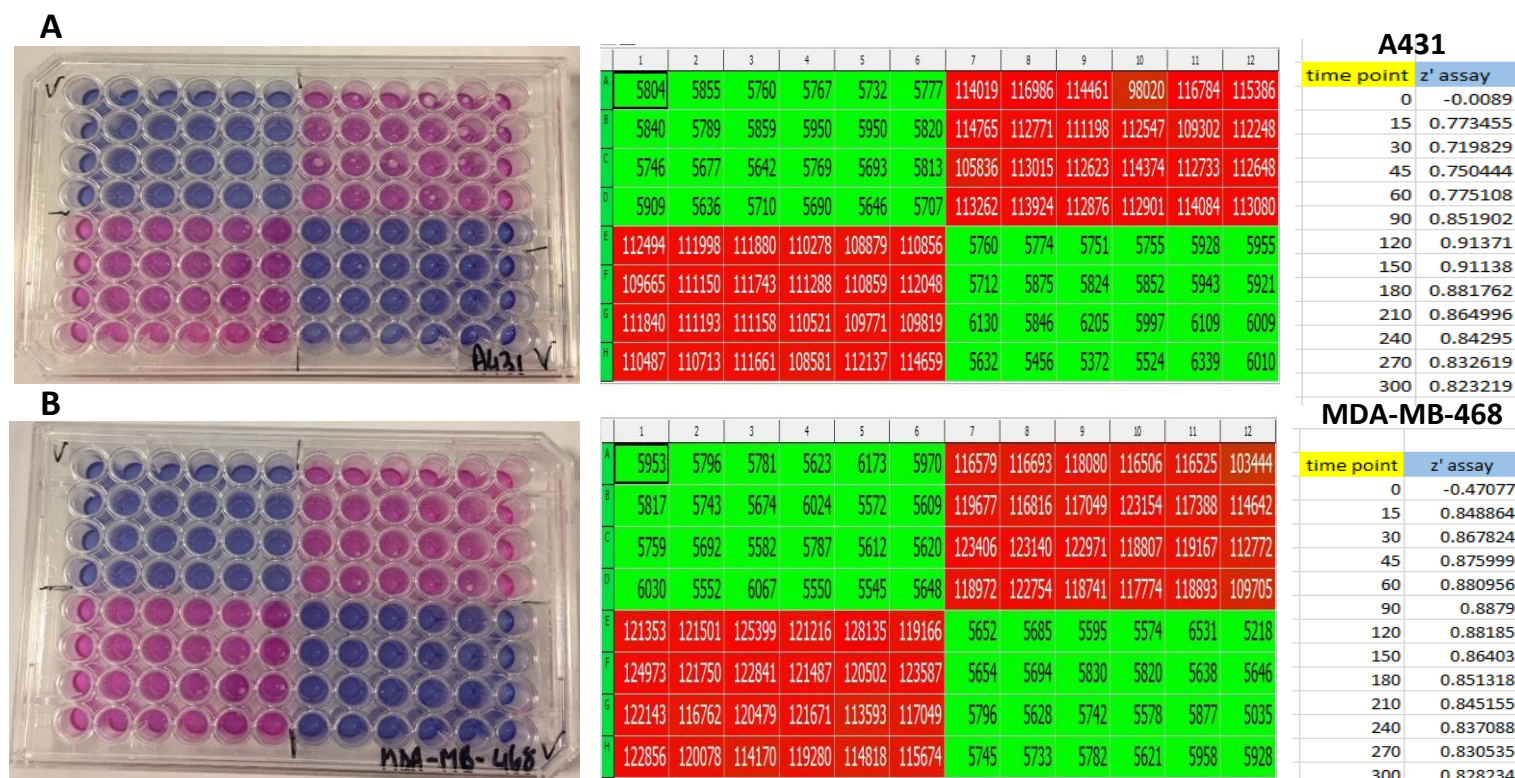 A
A431 V
1 2 3 4 5 6 7 8 9 10 11 12
A 5804 5855 5760 5767 5732 5777 114019 116986 114461 98020 116784 115386
B 5840 5789 5859 5950 5950 5820 114765 112771 111198 112547 109302 112248
C 5746 5677 5642 5769 5693 5813 105836 113015 112623 114374 112733 112648
D 5909 5636 5710 5690 5646 5707 113262 113924 112876 112901 114084 113080
E 112494 111998 111880 110278 108879 110856 5760 5774 5751 5755 5928 5955
F 109665 111150 111743 111288 110859 112048 5712 5875 5824 5852 5943 5921
G 111840 111193 111158 110521 109771 109819 6130 5846 6205 5997 6109 6009
H 110487 110713 111661 108581 112137 114659 5632 5456 5372 5524 6339 6010
A431
time point z' assay
0 -0.0089
15 0.773455
30 0.719829
45 0.750444
60 0.775108
90 0.851902
120 0.91371
150 0.91138
180 0.881762
210 0.864996
240 0.84295
270 0.832619
300 0.823219
B
MDA-MB-468 V
1 2 3 4 5 6 7 8 9 10 11 12
A 5953 5796 5781 5623 6173 5970 116579 116693 118080 116506 116525 103444
B 5817 5743 5674 6024 5572 5609 119677 116816 117049 123154 117388 114642
C 5759 5692 5582 5787 5612 5620 123406 123140 122971 118807 119167 112772
D 6030 5552 6067 5550 5545 5648 118972 122754 118741 117774 118893 109705
E 121353 121501 125399 121216 128135 119166 5652 5685 5595 5574 6531 5218
F 124973 121750 122841 121487 120502 123587 5654 5694 5830 5820 5638 5646
G 122143 116762 120479 121671 113593 117049 5796 5628 5742 5578 5877 5035
H 122856 120078 114170 119280 114818 115674 5745 5733 5782 5621 5958 5928
MDA-MB-468
time point z' assay
0 -0.47077
15 0.848864
30 0.867824
45 0.875999
60 0.880956
90 0.8879
120 0.88185
150 0.86403
180 0.851318
210 0.845155
240 0.837088
270 0.830535
300 0.828234